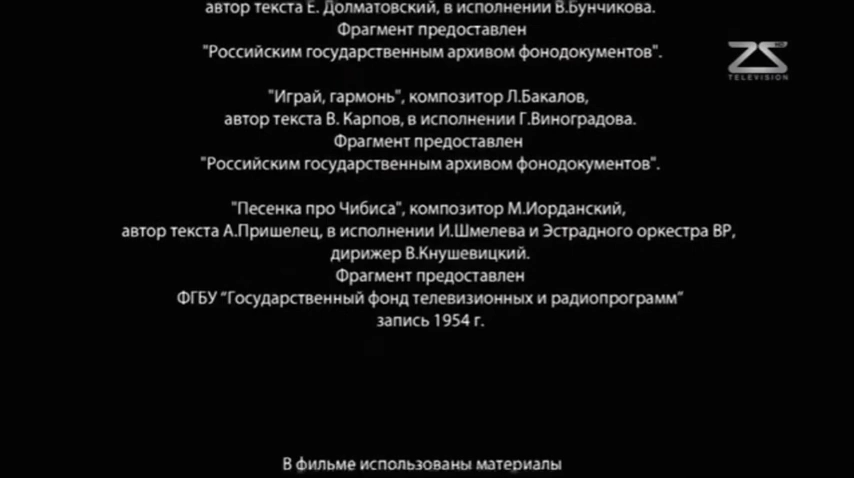 автор текста Е. Долматовский, в исполнении В.Бунчикова.
Фрагмент предоставлен
"Российским государственным архивом фонодокументов".
ZS HD
TELEVISION
"Играй, гармонь", композитор Л.Бакалов,
автор текста В. Карпов, в исполнении Г.Виноградова.
Фрагмент предоставлен
"Российским государственным архивом фонодокументов".
"Песенка про Чибиса", композитор М.Иорданский,
автор текста А.Пришелец, в исполнении И.Шмелева и Эстрадного оркестра ВР,
дирижер В.Кнушевицкий.
Фрагмент предоставлен
ФГБУ “Государственный фонд телевизионных и радиопрограмм”
запись 1954 г.
В фильме использованы материалы